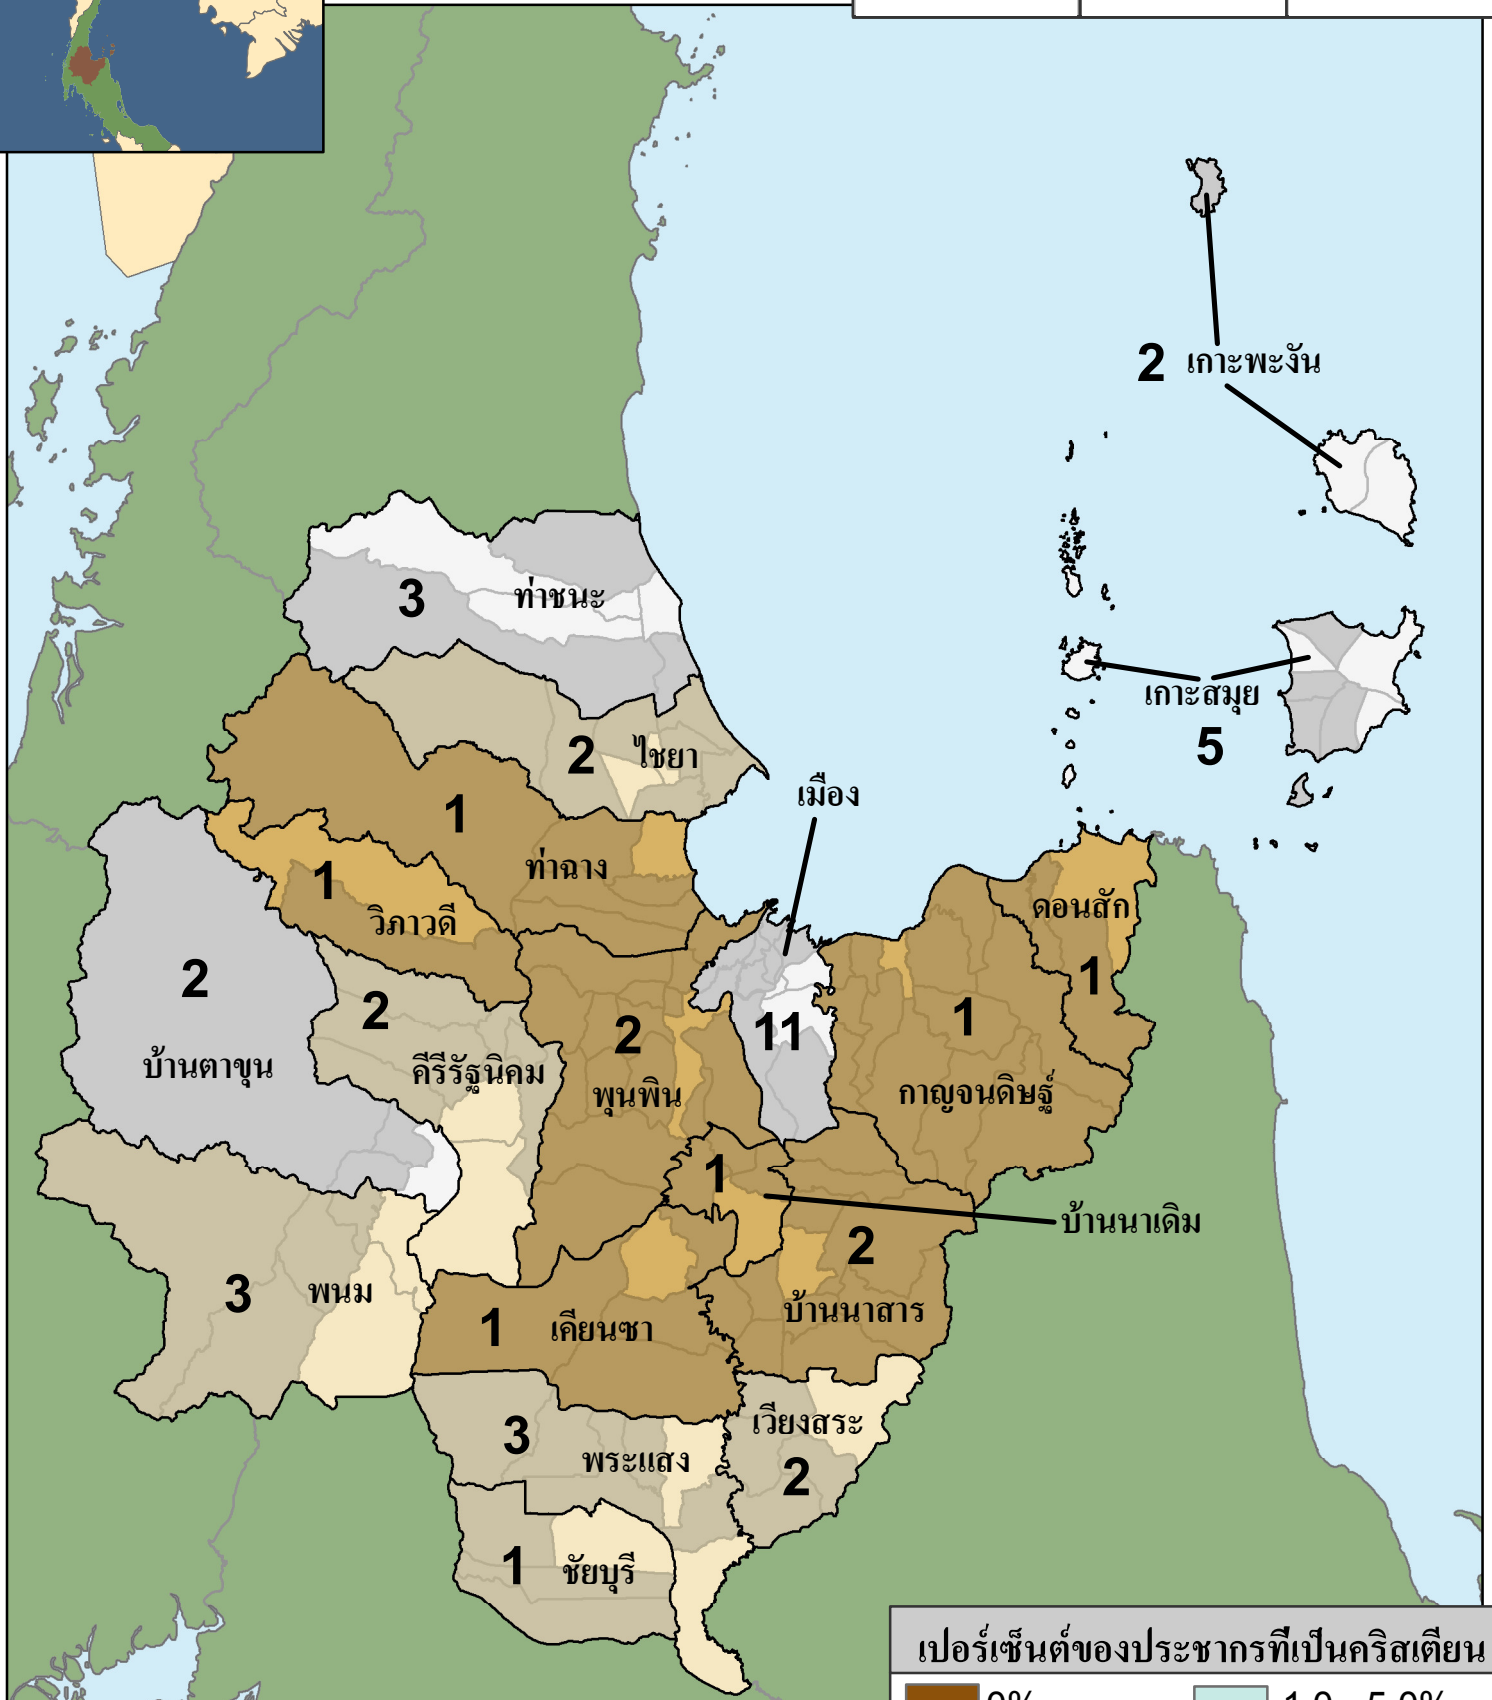 2 เกาะพะงัน
3 ท่าชนะ
เกาะสมุย
5
2 ไชยา
เมือง
1
ท่าฉาง
1
วิภาวดี
ดอนสัก
1
2
บ้านตาขุน
2
คีรีรัฐนิคม
2
พุนพิน
11
1
กาญจนดิษฐ์
1
บ้านนาเดิม
2
บ้านนาสาร
3 พนม
1 เคียนซา
3 พระแสง
เวียงสระ
2
1 ชัยบุรี
เปอร์เซ็นต์ของประชากรที่เป็นคริสเตียน
0%